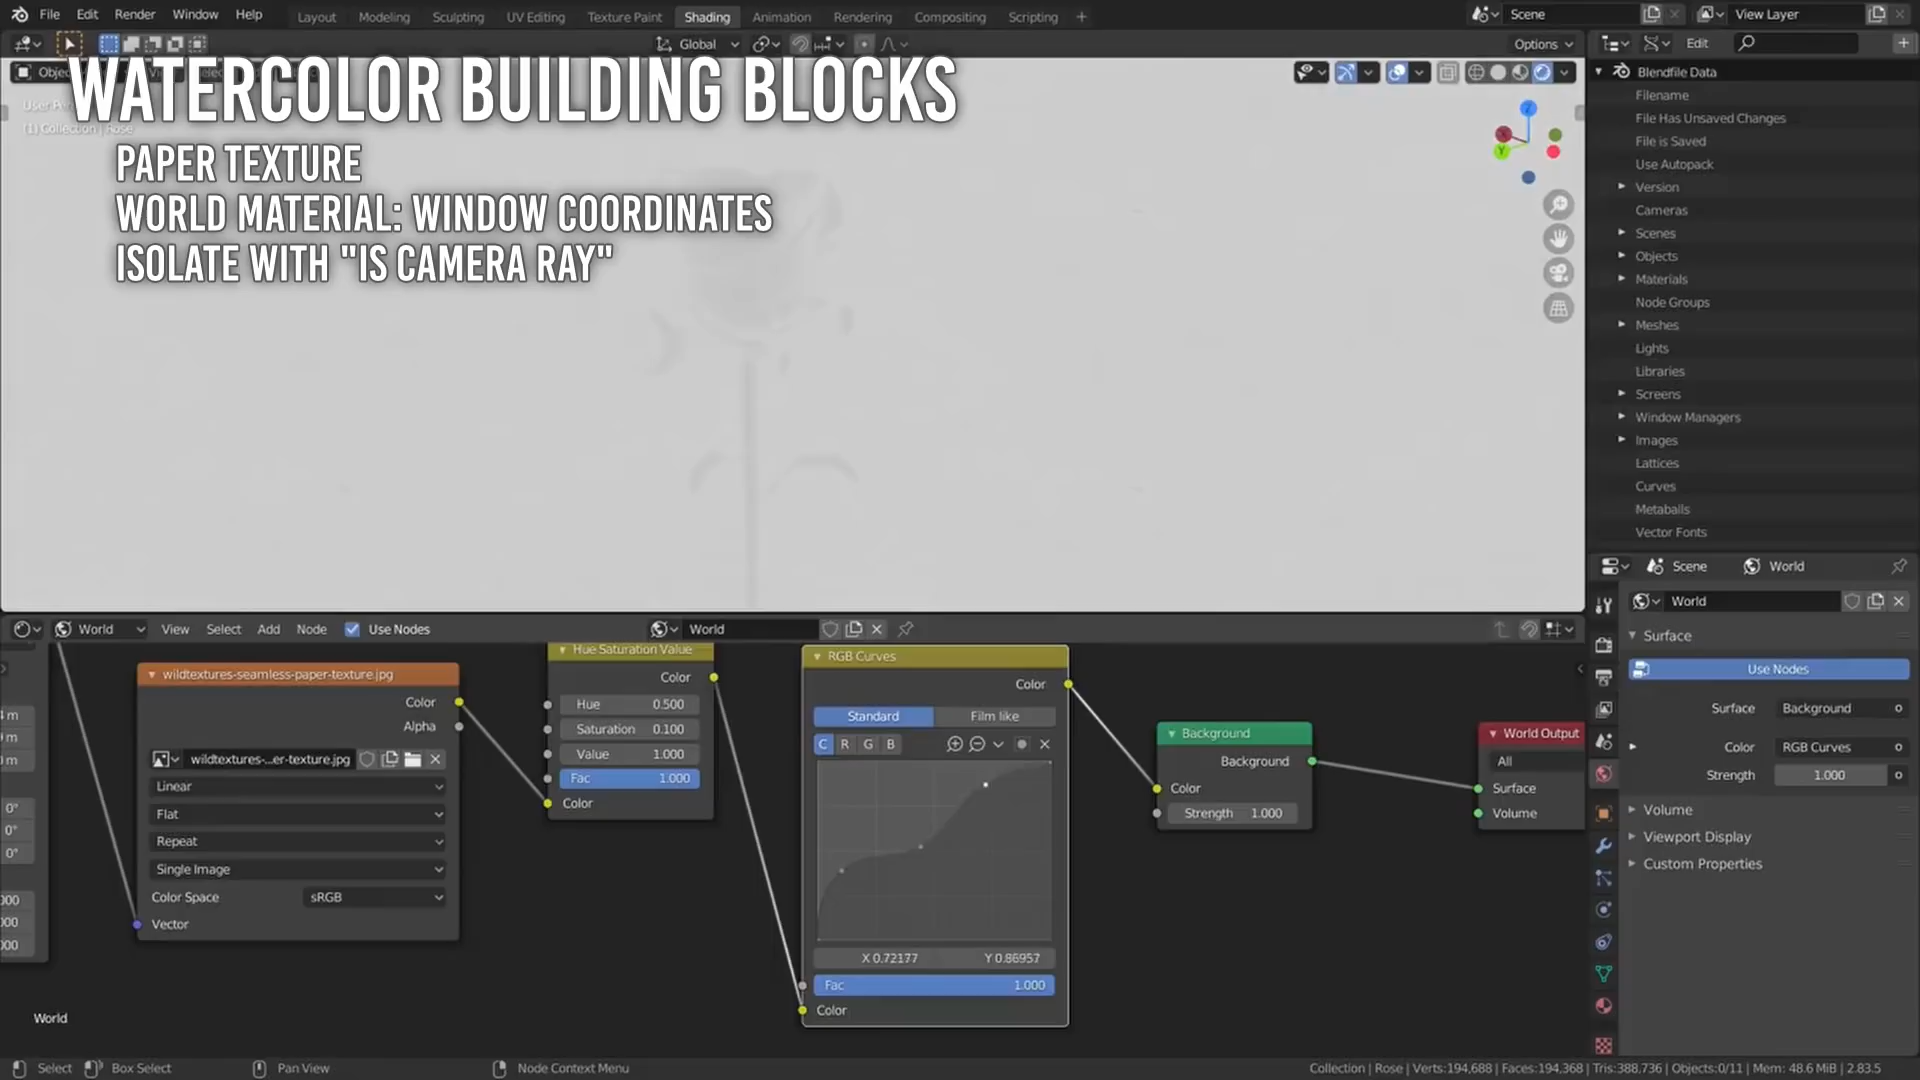 File Edit Render Window Help
Layout Modeling Sculpting UV Editing Texture Paint Shading Animation Rendering Compositing Scripting
Scene
View Layer
Global
Options
Edit
WATERCOLOR BUILDING BLOCKS
PAPER TEXTURE
WORLD MATERIAL: WINDOW COORDINATES
ISOLATE WITH "IS CAMERA RAY"
(1) Collection | Rose
Z
X
Y
Blendfile Data
Filename
File Has Unsaved Changes
File is Saved
Use Autopack
Version
Cameras
Scenes
Objects
Materials
Node Groups
Meshes
Lights
Libraries
Screens
Window Managers
Images
Lattices
Curves
Metaballs
Vector Fonts
Scene World
World
Surface
Use Nodes
Surface Background
Color RGB Curves
Strength 1.000
Volume
Viewport Display
Custom Properties
World View Select Add Node Use Nodes World
wildtextures-seamless-paper-texture.jpg
Color
Alpha
wildtextures-...er-texture.jpg
Linear
Flat
Repeat
Single Image
Color Space sRGB
Vector
Hue Saturation Value
Color
Hue 0.500
Saturation 0.100
Value 1.000
Fac 1.000
Color
RGB Curves
Color
Standard Film like
C R G B
X 0.72177 Y 0.86957
Fac 1.000
Color
Background
Background
Color
Strength 1.000
World Output
All
Surface
Volume
World
Select Box Select Pan View Node Context Menu
Collection | Rose | Verts:194,688 | Faces:194,368 | Tris:388,736 | Objects:0/11 | Mem: 48.6 MiB | 2.83.5